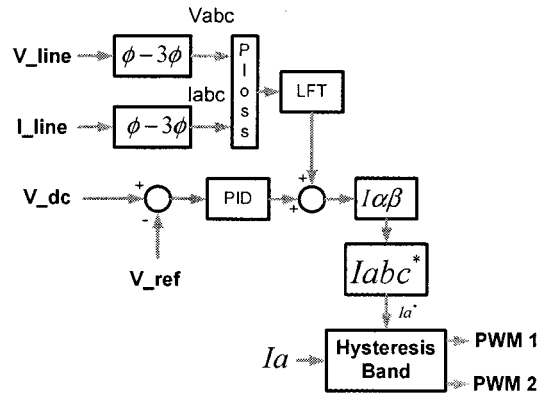 Vabc
V_line
ϕ−3ϕ
Ploss
LFT
Iabc
I_line
ϕ−3ϕ
+
+
V_dc
+
-
PID
+
Iαβ
V_ref
Iabc*
Ia*
Ia
Hysteresis
Band
PWM 1
PWM 2